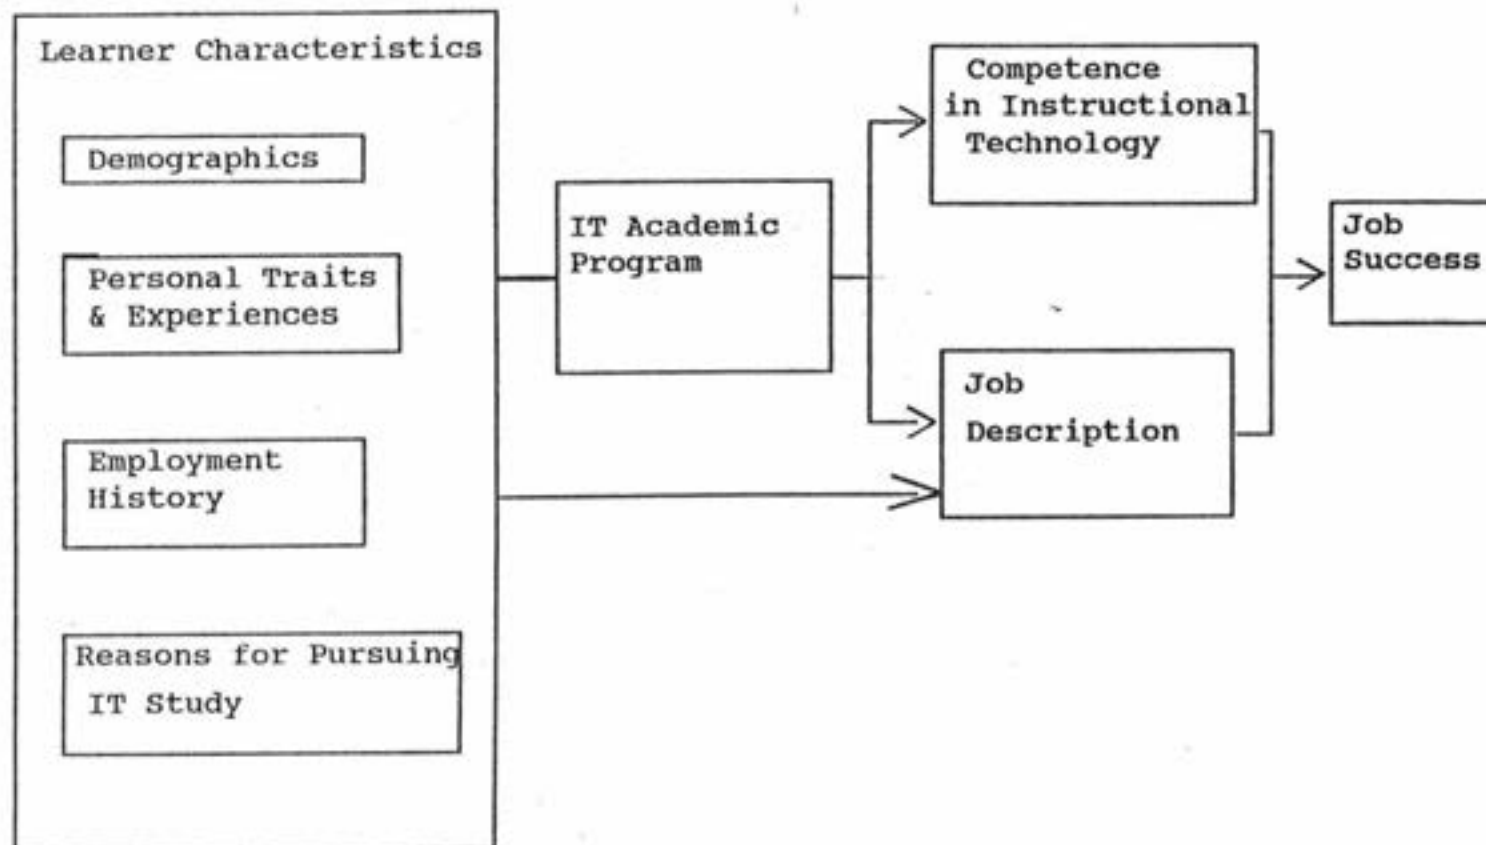 Learner Characteristics
Demographics
Personal Traits
& Experiences
Employment
History
Reasons for Pursuing
IT Study
IT Academic
Program
Competence
in Instructional
Technology
Job
Description
Job
Success